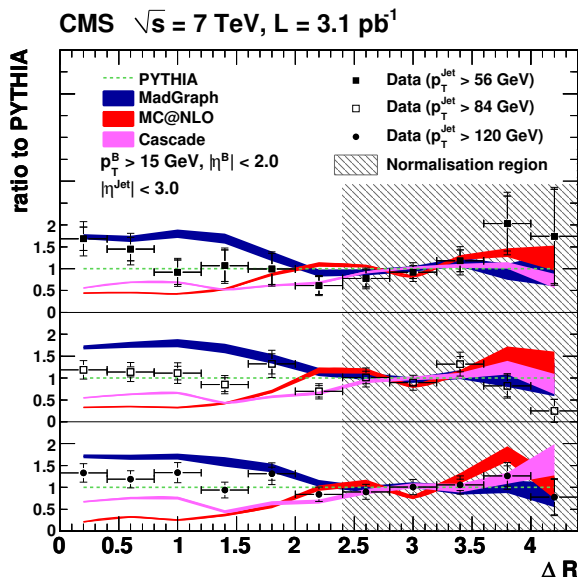 CMS √s = 7 TeV, L = 3.1 pb⁻¹
ratio to PYTHIA
PYTHIA
MadGraph
MC@NLO
Cascade
p_T^B > 15 GeV, |η^B| < 2.0
|η^Jet| < 3.0
Data (p_T^Jet > 56 GeV)
Data (p_T^Jet > 84 GeV)
Data (p_T^Jet > 120 GeV)
Normalisation region
2
1.5
1
0.5
0
2
1.5
1
0.5
0
2
1.5
1
0.5
0
0 0.5 1 1.5 2 2.5 3 3.5 4
Δ R